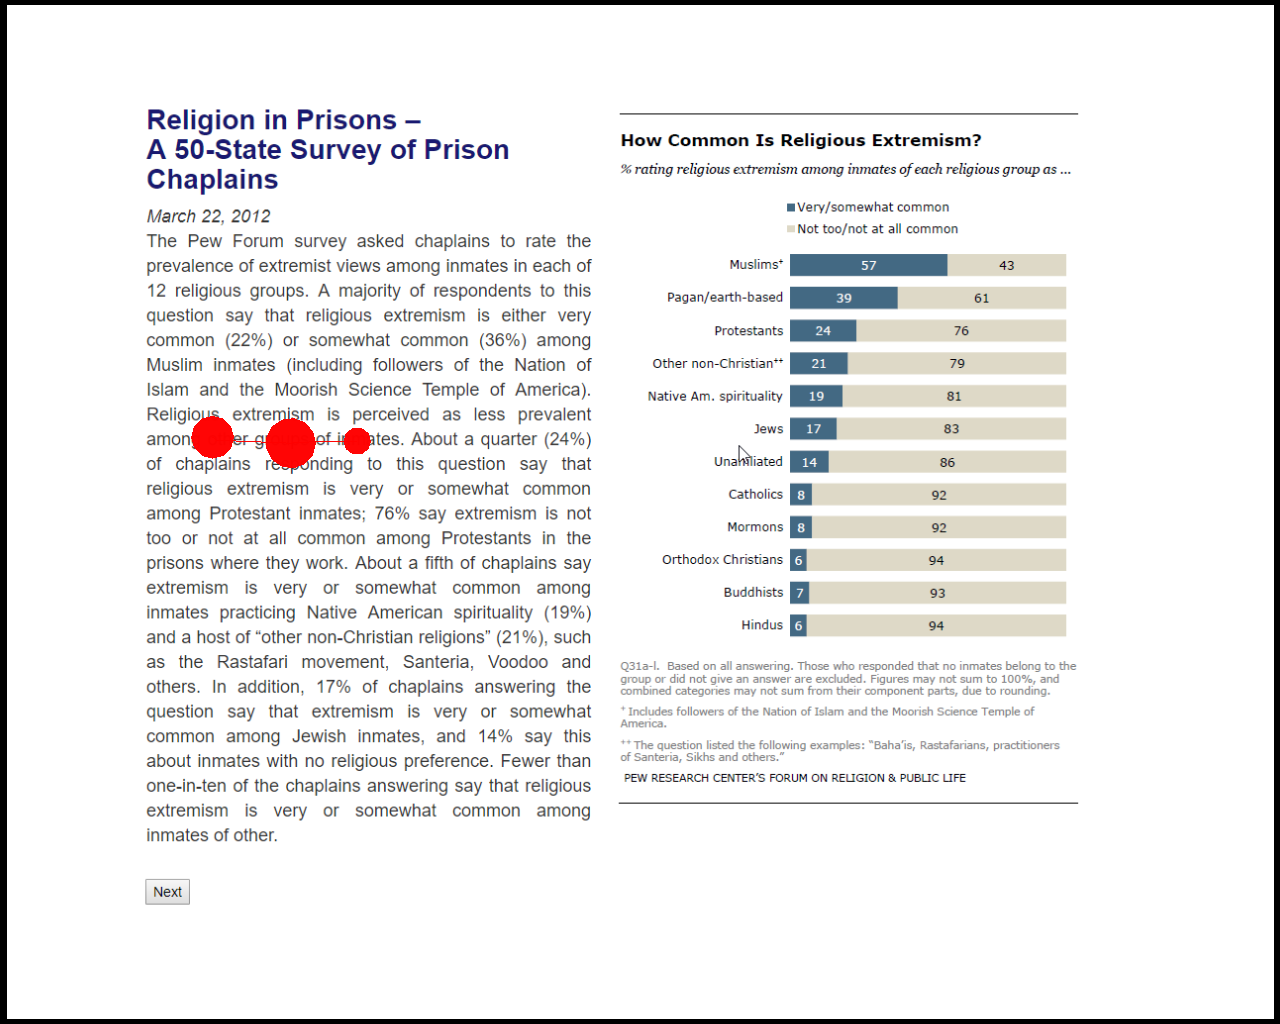 Religion in Prisons –
A 50-State Survey of Prison
Chaplains
March 22, 2012
The Pew Forum survey asked chaplains to rate the
prevalence of extremist views among inmates in each of
12 religious groups. A majority of respondents to this
question say that religious extremism is either very
common (22%) or somewhat common (36%) among
Muslim inmates (including followers of the Nation of
Islam and the Moorish Science Temple of America).
Religious extremism is perceived as less prevalent
among of inmates. About a quarter (24%)
of chaplains responding to this question say that
religious extremism is very or somewhat common
among Protestant inmates; 76% say extremism is not
too or not at all common among Protestants in the
prisons where they work. About a fifth of chaplains say
extremism is very or somewhat common among
inmates practicing Native American spirituality (19%)
and a host of “other non-Christian religions” (21%), such
as the Rastafari movement, Santeria, Voodoo and
others. In addition, 17% of chaplains answering the
question say that extremism is very or somewhat
common among Jewish inmates, and 14% say this
about inmates with no religious preference. Fewer than
one-in-ten of the chaplains answering say that religious
extremism is very or somewhat common among
inmates of other.
Next
How Common Is Religious Extremism?
% rating religious extremism among inmates of each religious group as ...
Very/somewhat common
Not too/not at all common
Muslims† 57 43
Pagan/earth-based 39 61
Protestants 24 76
Other non-Christian†† 21 79
Native Am. spirituality 19 81
Jews 17 83
Unaffiliated 14 86
Catholics 8 92
Mormons 8 92
Orthodox Christians 6 94
Buddhists 7 93
Hindus 6 94
Q31a-l. Based on all answering. Those who responded that no inmates belong to the
group or did not give an answer are excluded. Figures may not sum to 100%, and
combined categories may not sum from their component parts, due to rounding.
† Includes followers of the Nation of Islam and the Moorish Science Temple of
America.
†† The question listed the following examples: “Baha’is, Rastafarians, practitioners
of Santeria, Sikhs and others.”
PEW RESEARCH CENTER’S FORUM ON RELIGION & PUBLIC LIFE